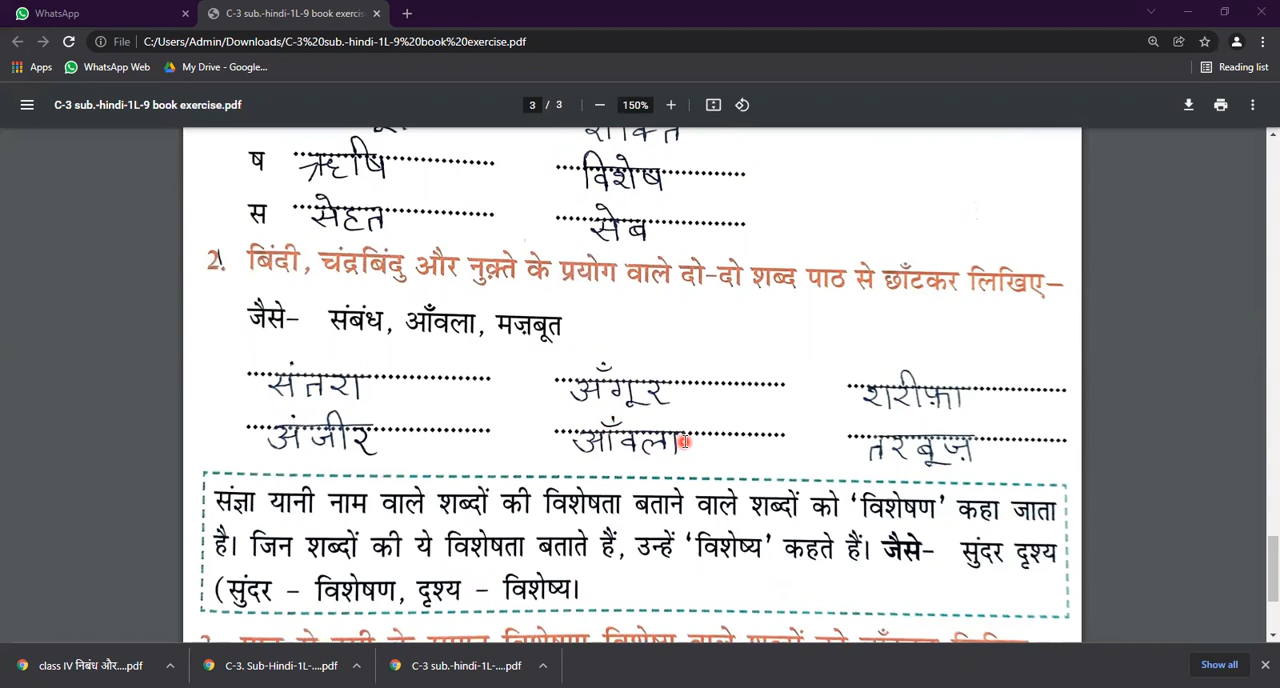 WhatsApp
C-3 sub.-hindi-1L-9 book exercis
File C:/Users/Admin/Downloads/C-3%20sub.-hindi-1L-9%20book%20exercise.pdf
Apps WhatsApp Web My Drive - Google... Reading list
C-3 sub.-hindi-1L-9 book exercise.pdf 3 / 3 150%
शक्ति
ष ऋषि विशेष
स सेहत सेब
2. बिंदी, चंद्रबिंदु और नुक़्ते के प्रयोग वाले दो-दो शब्द पाठ से छाँटकर लिखिए–
जैसे– संबंध, आँवला, मज़बूत
संतरा अँगूर शरीफ़ा
अंजीर आँवला तरबूज़
संज्ञा यानी नाम वाले शब्दों की विशेषता बताने वाले शब्दों को 'विशेषण' कहा जाता
है। जिन शब्दों की ये विशेषता बताते हैं, उन्हें 'विशेष्य' कहते हैं। जैसे– सुंदर दृश्य
(सुंदर – विशेषण, दृश्य – विशेष्य।
class IV निबंध और....pdf C-3. Sub-Hindi-1L-....pdf C-3 sub.-hindi-1L-....pdf Show all